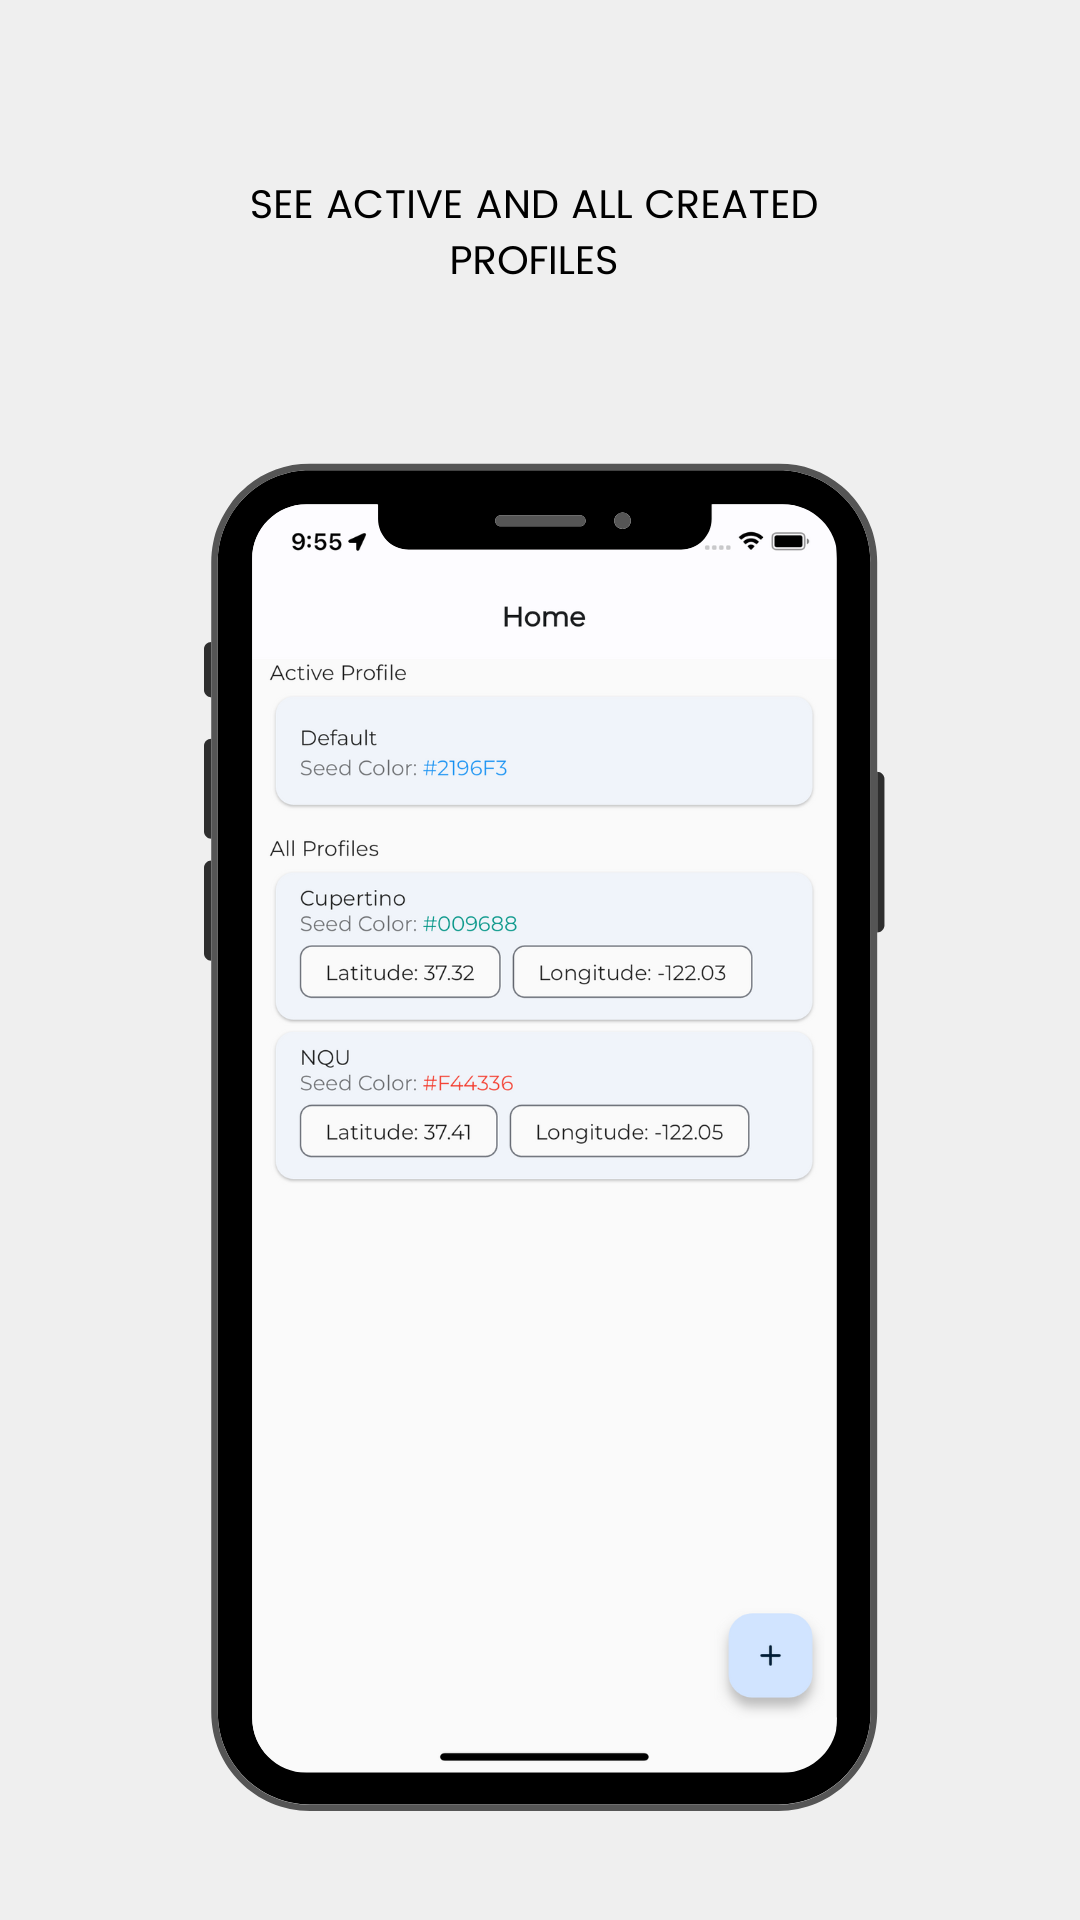 SEE ACTIVE AND ALL CREATED
PROFILES
9:55
Home
Active Profile
Default
Seed Color: #2196F3
All Profiles
Cupertino
Seed Color: #009688
Latitude: 37.32 Longitude: -122.03
NQU
Seed Color: #F44336
Latitude: 37.41 Longitude: -122.05
+